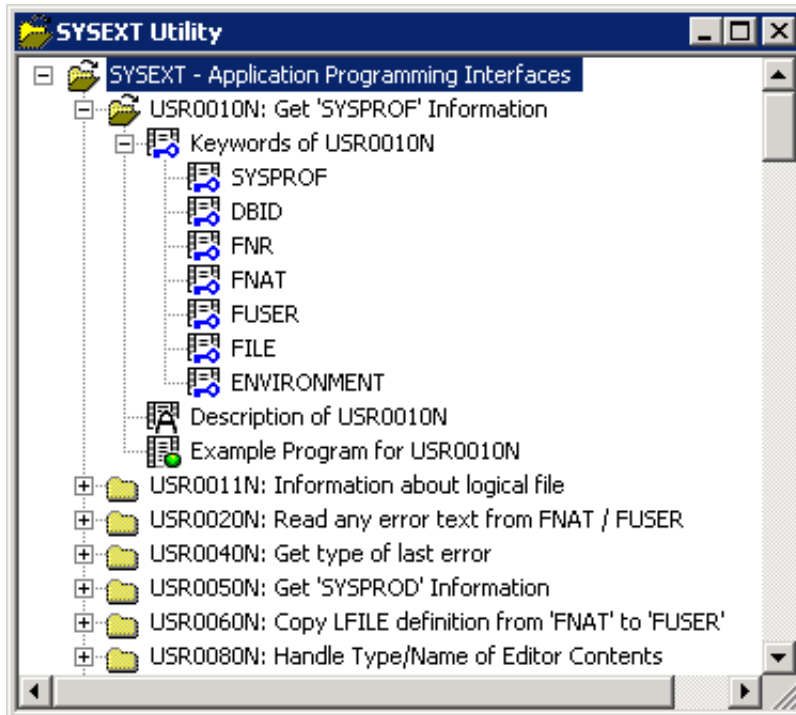 SYSEXT Utility
SYSEXT - Application Programming Interfaces
USR0010N: Get 'SYSPROF' Information
Keywords of USR0010N
SYSPROF
DBID
FNR
FNAT
FUSER
FILE
ENVIRONMENT
Description of USR0010N
Example Program for USR0010N
USR0011N: Information about logical file
USR0020N: Read any error text from FNAT / FUSER
USR0040N: Get type of last error
USR0050N: Get 'SYSPROD' Information
USR0060N: Copy LFILE definition from 'FNAT' to 'FUSER'
USR0080N: Handle Type/Name of Editor Contents